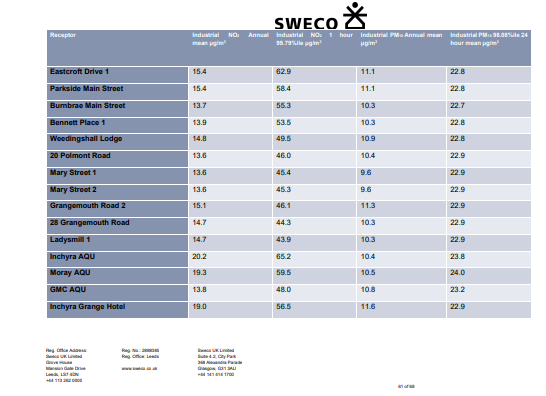 SWECO
Receptor Industrial NO₂ Annual mean µg/m³ Industrial NO₂ 1 hour 99.79%ile µg/m³ Industrial PM₁₀ Annual mean µg/m³ Industrial PM₁₀ 98.08%ile 24 hour mean µg/m³
Eastcroft Drive 1 15.4 62.9 11.1 22.8
Parkside Main Street 15.4 58.4 11.1 22.8
Burnbrae Main Street 13.7 55.3 10.3 22.7
Bennett Place 1 13.9 53.5 10.3 22.8
Weedingshall Lodge 14.8 49.5 10.9 22.8
20 Polmont Road 13.6 46.0 10.4 22.9
Mary Street 1 13.6 45.4 9.6 22.9
Mary Street 2 13.6 45.3 9.6 22.9
Grangemouth Road 2 15.1 46.1 11.3 22.9
28 Grangemouth Road 14.7 44.3 10.3 22.9
Ladysmill 1 14.7 43.9 10.3 22.9
Inchyra AQU 20.2 65.2 10.4 23.8
Moray AQU 19.3 59.5 10.5 24.0
GMC AQU 13.8 48.0 10.8 23.2
Inchyra Grange Hotel 19.0 56.5 11.6 22.9
Reg. Office Address: Reg. No.: 2888385 Sweco UK Limited
Sweco UK Limited Reg. Office: Leeds Suite 4.2, City Park
Grove House 368 Alexandra Parade
Mansion Gate Drive www.sweco.co.uk Glasgow, G31 3AU
Leeds, LS7 4DN +44 141 414 1700
+44 113 262 0000
61 of 68